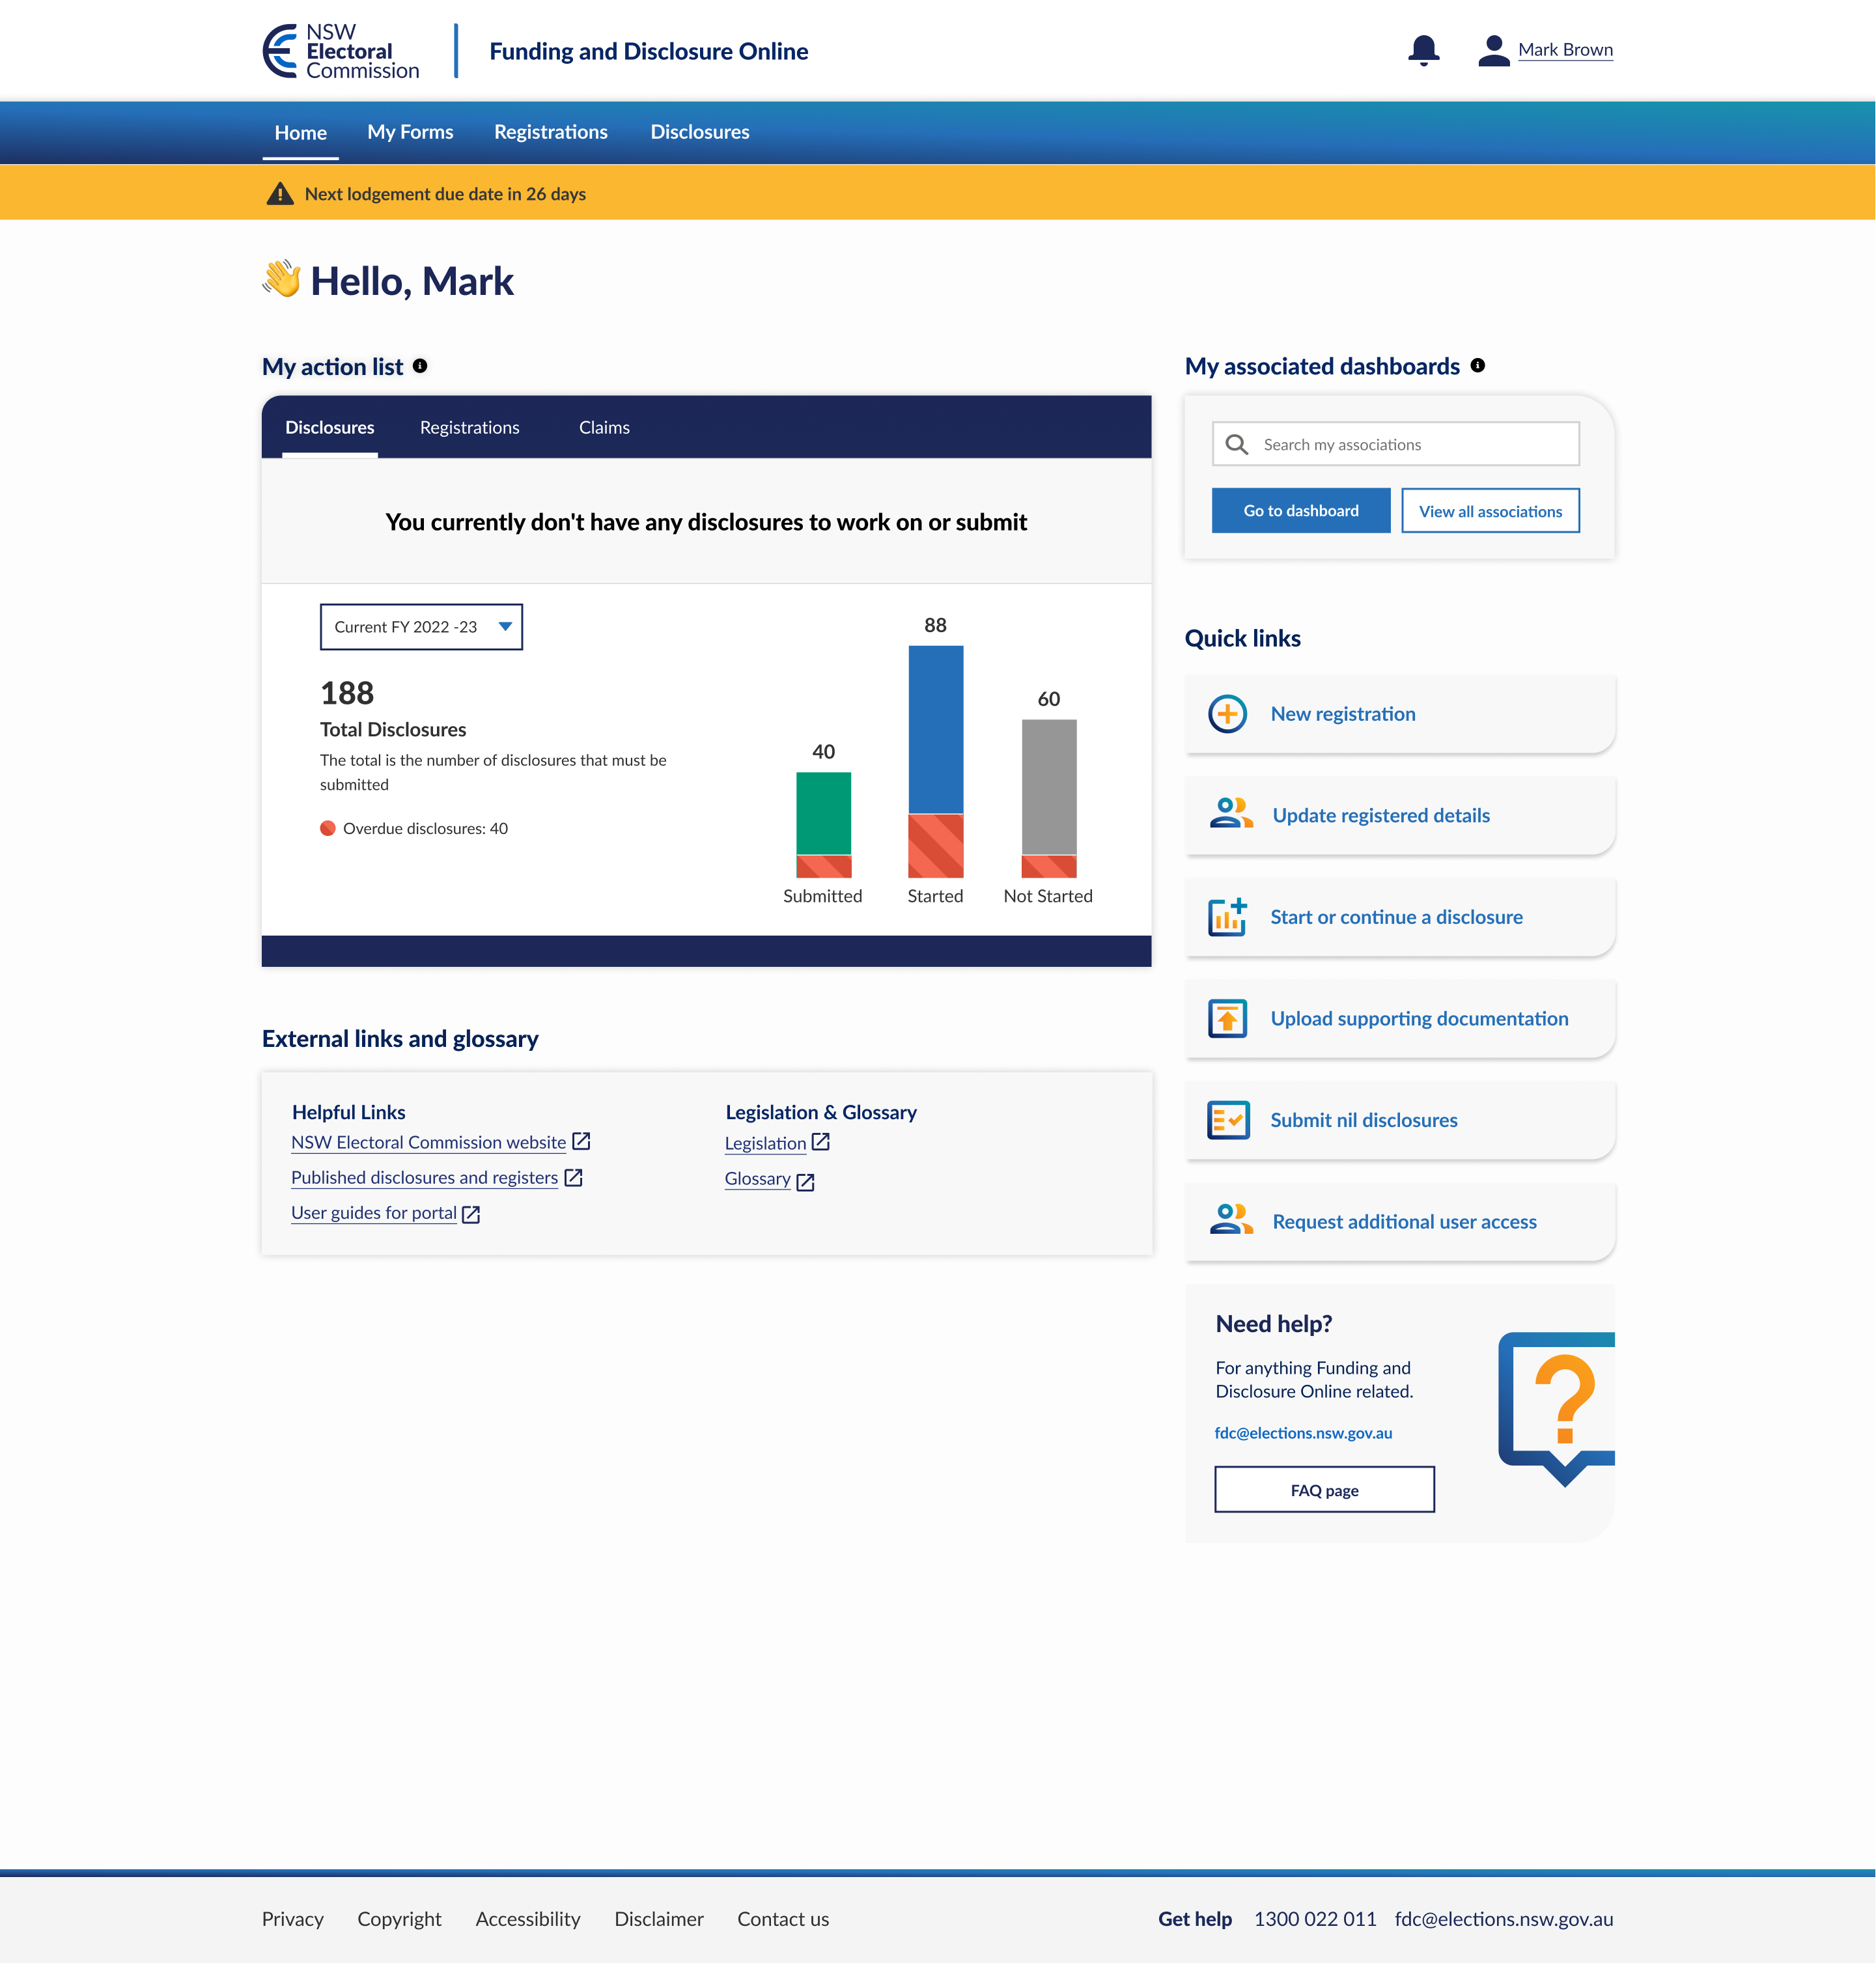 NSW
Electoral
Commission
Funding and Disclosure Online
Mark Brown
Home
My Forms
Registrations
Disclosures
Next lodgement due date in 26 days
Hello, Mark
My action list
Disclosures
Registrations
Claims
You currently don't have any disclosures to work on or submit
Current FY 2022 -23
188
Total Disclosures
The total is the number of disclosures that must be
submitted
Overdue disclosures: 40
40
88
60
Submitted
Started
Not Started
External links and glossary
Helpful Links
NSW Electoral Commission website
Published disclosures and registers
User guides for portal
Legislation & Glossary
Legislation
Glossary
My associated dashboards
Search my associations
Go to dashboard
View all associations
Quick links
New registration
Update registered details
Start or continue a disclosure
Upload supporting documentation
Submit nil disclosures
Request additional user access
Need help?
For anything Funding and
Disclosure Online related.
fdc@elections.nsw.gov.au
FAQ page
Privacy
Copyright
Accessibility
Disclaimer
Contact us
Get help
1300 022 011
fdc@elections.nsw.gov.au